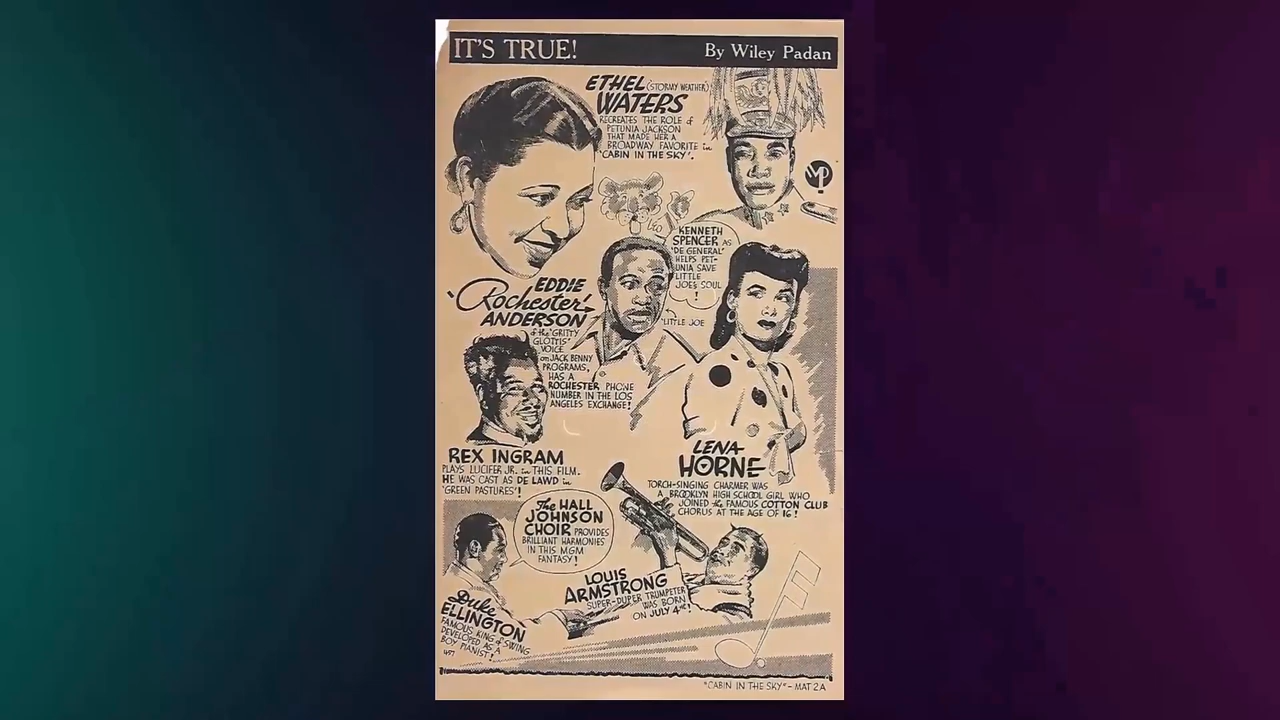 IT'S TRUE!
By Wiley Padan
ETHEL (STORMY WEATHER)
WATERS
RECREATES THE ROLE of
PETUNIA JACKSON
THAT MADE HER A
BROADWAY FAVORITE in
"CABIN IN THE SKY".
WP
LEO
KENNETH
SPENCER AS
"DE GENERAL"
HELPS PET-
UNIA SAVE
LITTLE
JOE'S SOUL
!
LITTLE JOE
EDDIE
'Rochester'
ANDERSON
of the 'GRITTY
GLOTTIS'
VOICE
on JACK BENNY
PROGRAMS,
HAS A
ROCHESTER PHONE
NUMBER IN THE LOS
ANGELES EXCHANGE!
REX INGRAM
PLAYS LUCIFER JR. in THIS FILM.
HE WAS CAST AS DE LAWD in
'GREEN PASTURES'!
LENA
HORNE
TORCH-SINGING CHARMER WAS
A BROOKLYN HIGH SCHOOL GIRL WHO
JOINED the FAMOUS COTTON CLUB
CHORUS AT THE AGE OF 16!
The HALL
JOHNSON
CHOIR PROVIDES
BRILLIANT HARMONIES
IN THIS MGM
FANTASY!
LOUIS
ARMSTRONG
SUPER-DUPER TRUMPETER
WAS BORN
ON JULY 4TH!
Duke
ELLINGTON
FAMOUS KING of SWING
DEVELOPED AS A
BOY PIANIST!
"CABIN IN THE SKY" - MAT 2A